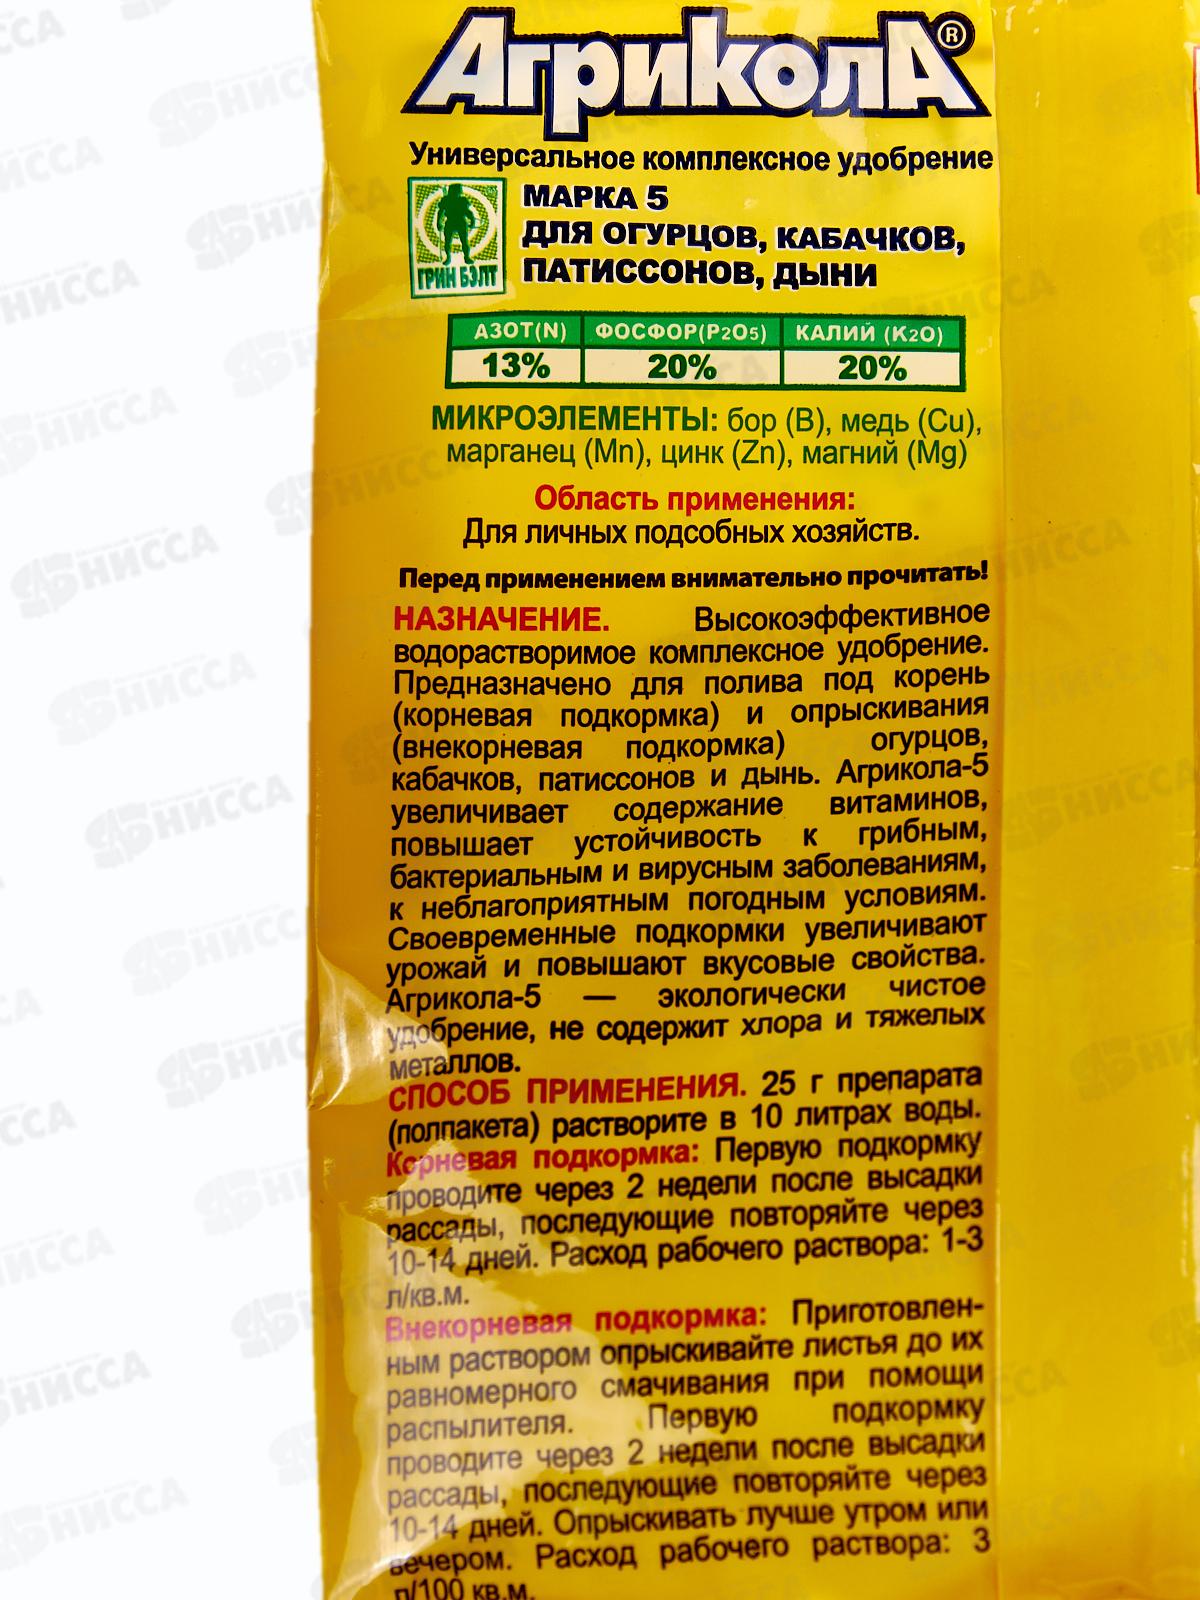 АгриколА®
Универсальное комплексное удобрение
МАРКА 5
ДЛЯ ОГУРЦОВ, КАБАЧКОВ,
ПАТИССОНОВ, ДЫНИ
ГРИН БЭЛТ
АЗОТ(N) ФОСФОР(P2O5) КАЛИЙ (K2O)
13% 20% 20%
МИКРОЭЛЕМЕНТЫ: бор (B), медь (Cu),
марганец (Mn), цинк (Zn), магний (Mg)
Область применения:
Для личных подсобных хозяйств.
Перед применением внимательно прочитать!
НАЗНАЧЕНИЕ. Высокоэффективное
водорастворимое комплексное удобрение.
Предназначено для полива под корень
(корневая подкормка) и опрыскивания
(внекорневая подкормка) огурцов,
кабачков, патиссонов и дынь. Агрикола-5
увеличивает содержание витаминов,
повышает устойчивость к грибным,
бактериальным и вирусным заболеваниям,
к неблагоприятным погодным условиям.
Своевременные подкормки увеличивают
урожай и повышают вкусовые свойства.
Агрикола-5 — экологически чистое
удобрение, не содержит хлора и тяжелых
металлов.
СПОСОБ ПРИМЕНЕНИЯ. 25 г препарата
(полпакета) растворите в 10 литрах воды.
Корневая подкормка: Первую подкормку
проводите через 2 недели после высадки
рассады, последующие повторяйте через
10-14 дней. Расход рабочего раствора: 1-3
л/кв.м.
Внекорневая подкормка: Приготовлен-
ным раствором опрыскивайте листья до их
равномерного смачивания при помощи
распылителя. Первую подкормку
проводите через 2 недели после высадки
рассады, последующие повторяйте через
10-14 дней. Опрыскивать лучше утром или
вечером. Расход рабочего раствора: 3
л/100 кв.м.
НИССА